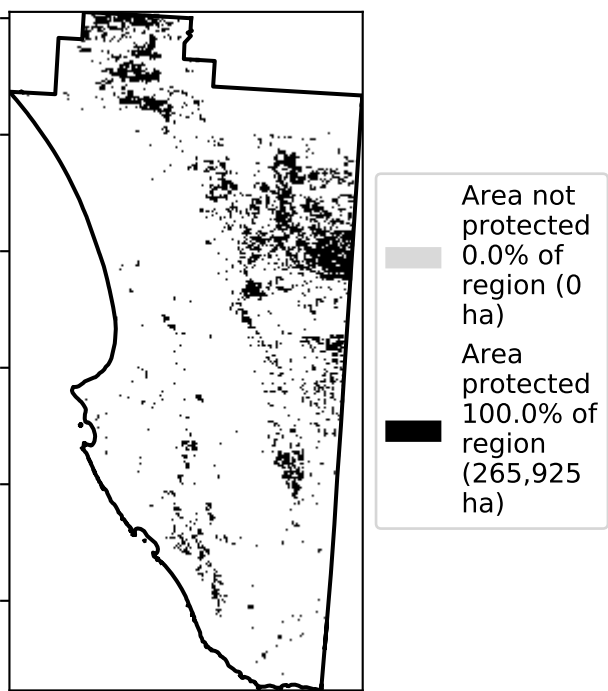 Area not
protected
0.0% of
region (0
ha)
Area
protected
100.0% of
region
(265,925
ha)